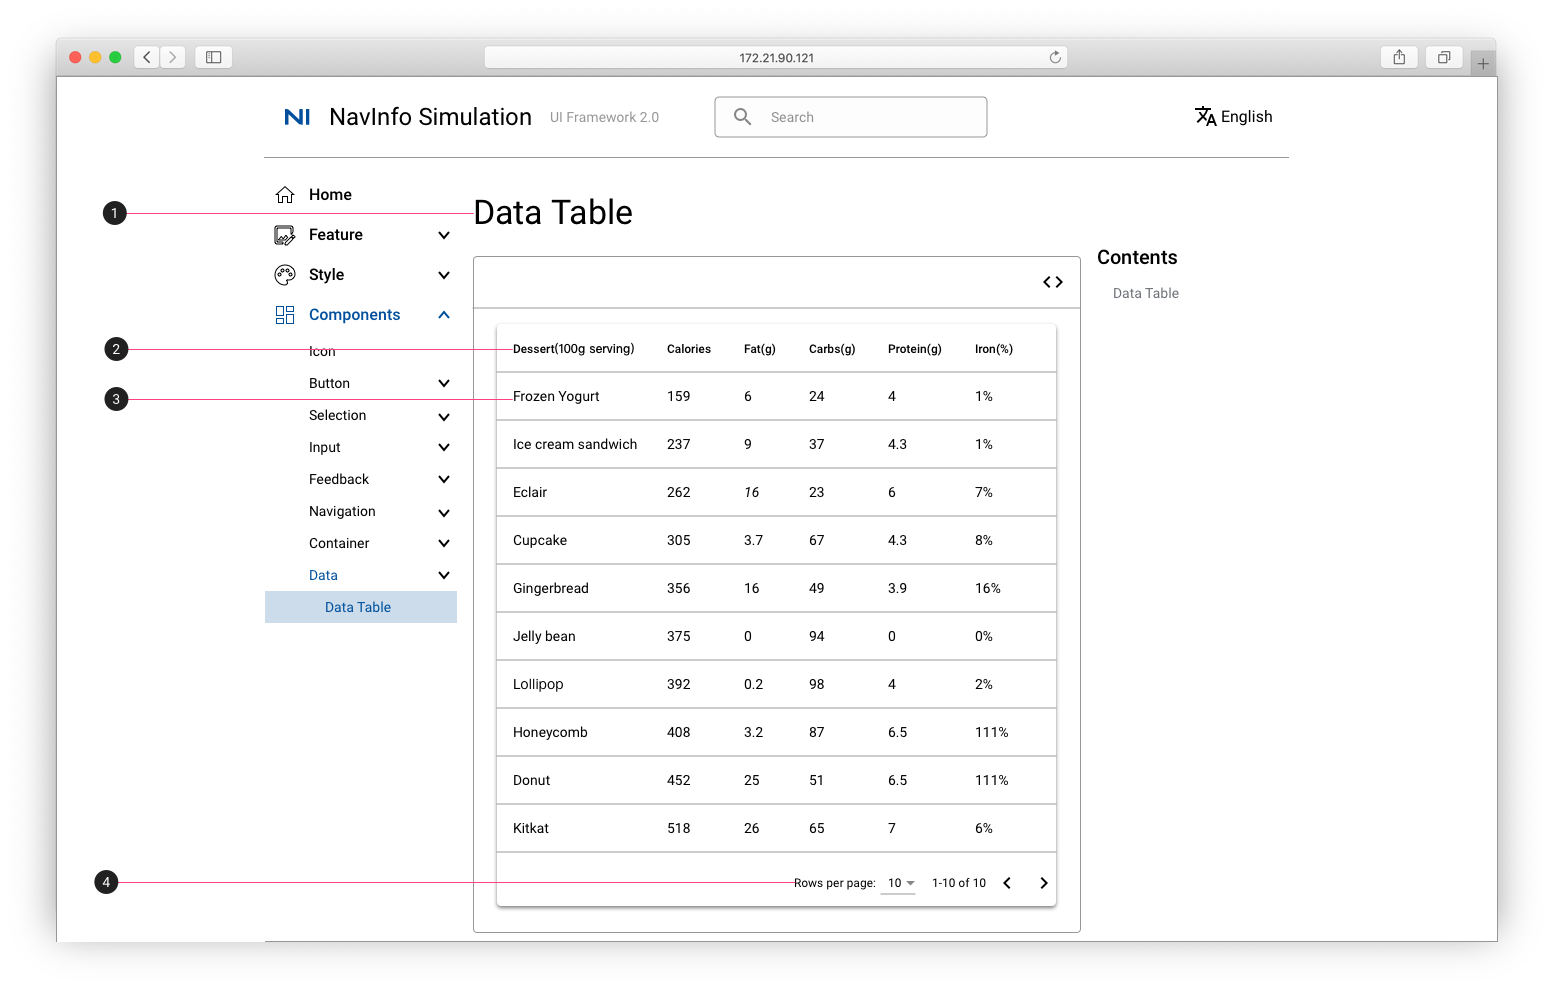 172.21.90.121
NI NavInfo Simulation UI Framework 2.0 Search English
Home
1 Data Table
Feature
Contents
Style
Data Table
Components
2 Dessert(100g serving) Calories Fat(g) Carbs(g) Protein(g) Iron(%)
Icon
Button
3 Frozen Yogurt 159 6 24 4 1%
Selection
Input
Ice cream sandwich 237 9 37 4.3 1%
Feedback
Eclair 262 16 23 6 7%
Navigation
Container
Cupcake 305 3.7 67 4.3 8%
Data
Gingerbread 356 16 49 3.9 16%
Data Table
Jelly bean 375 0 94 0 0%
Lollipop 392 0.2 98 4 2%
Honeycomb 408 3.2 87 6.5 111%
Donut 452 25 51 6.5 111%
Kitkat 518 26 65 7 6%
4 Rows per page: 10 1-10 of 10